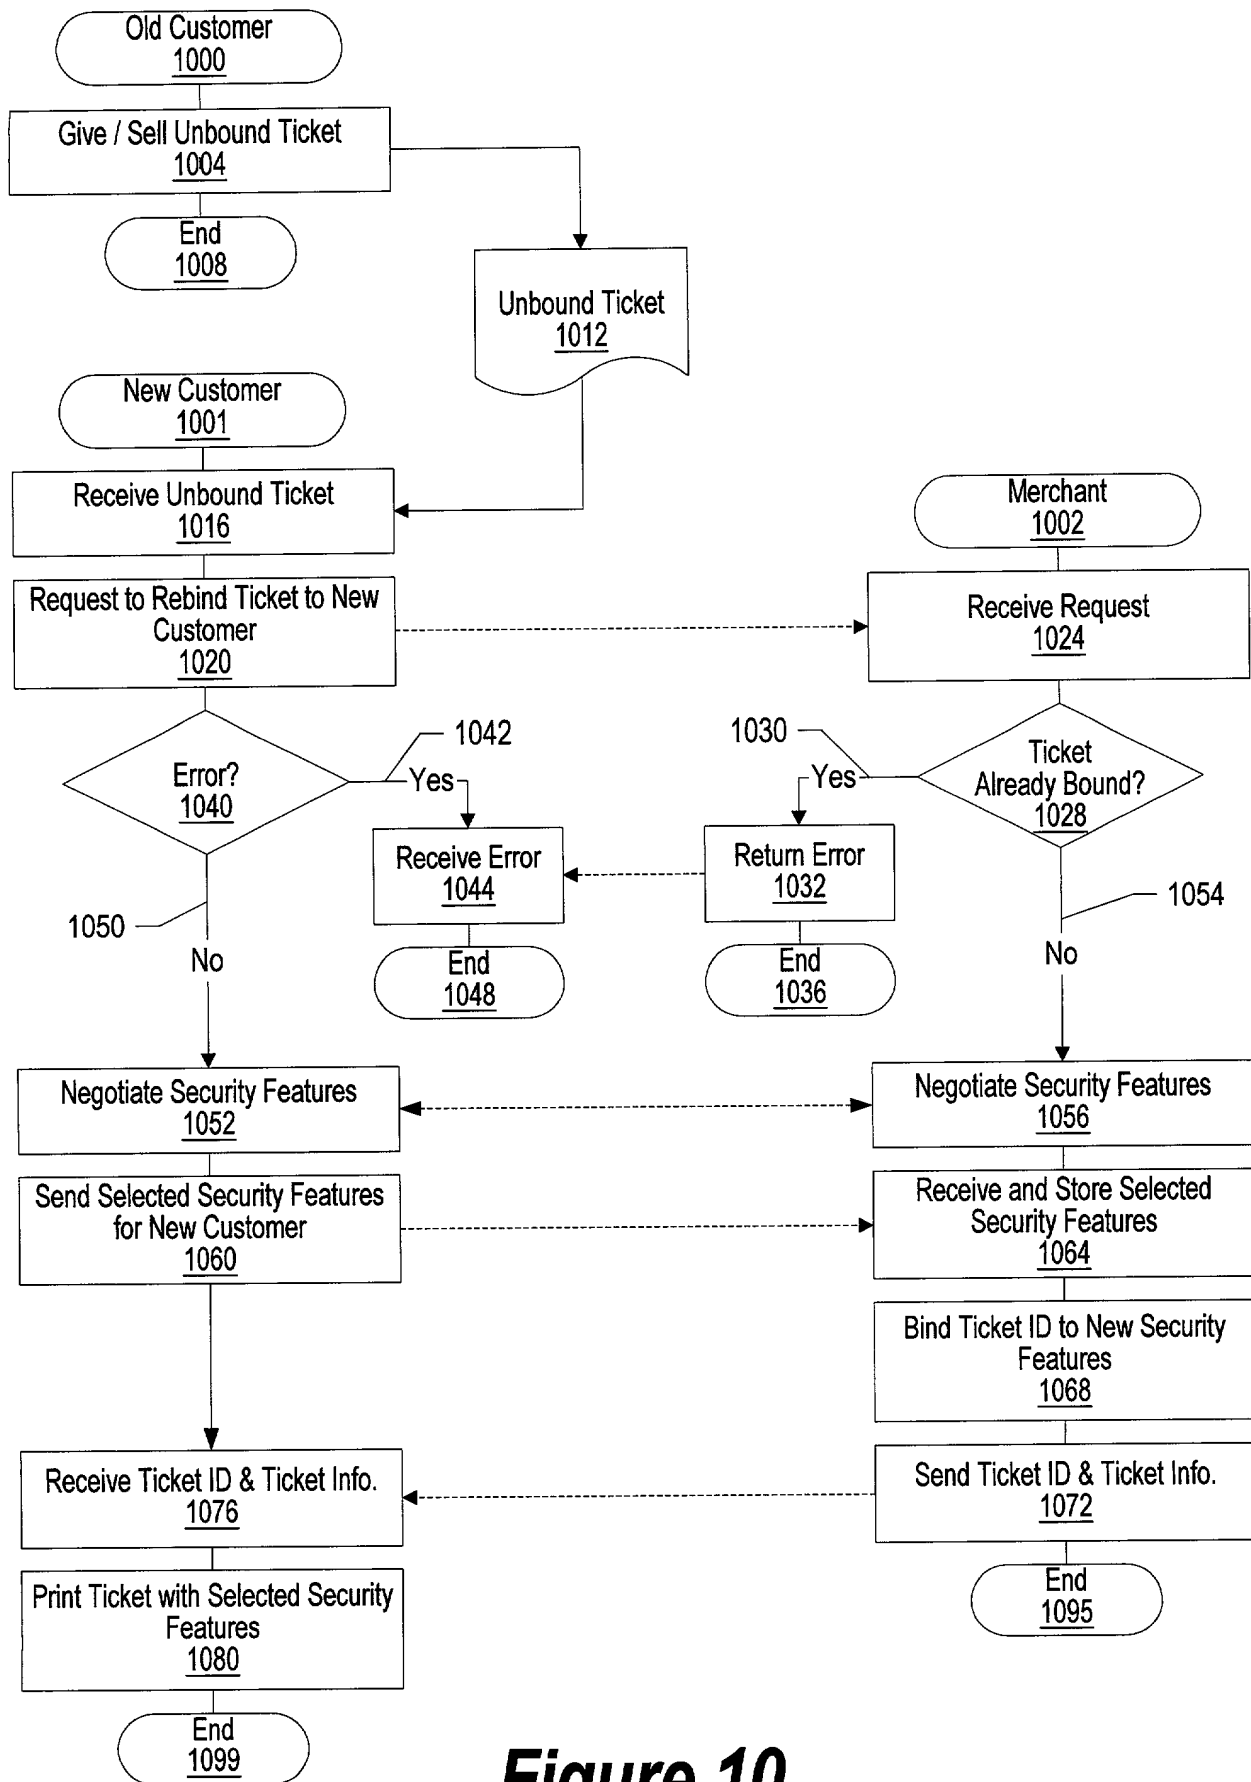 Old Customer
1000
Give / Sell Unbound Ticket
1004
End
1008
Unbound Ticket
1012
New Customer
1001
Receive Unbound Ticket
1016
Merchant
1002
Request to Rebind Ticket to New
Customer
1020
Receive Request
1024
1042
1030
Error?
1040
Yes
Yes
Ticket
Already Bound?
1028
Receive Error
1044
Return Error
1032
1050
1054
No
End
1048
End
1036
No
Negotiate Security Features
1052
Negotiate Security Features
1056
Send Selected Security Features
for New Customer
1060
Receive and Store Selected
Security Features
1064
Bind Ticket ID to New Security
Features
1068
Receive Ticket ID & Ticket Info.
1076
Send Ticket ID & Ticket Info.
1072
Print Ticket with Selected Security
Features
1080
End
1095
End
1099
Figure 10